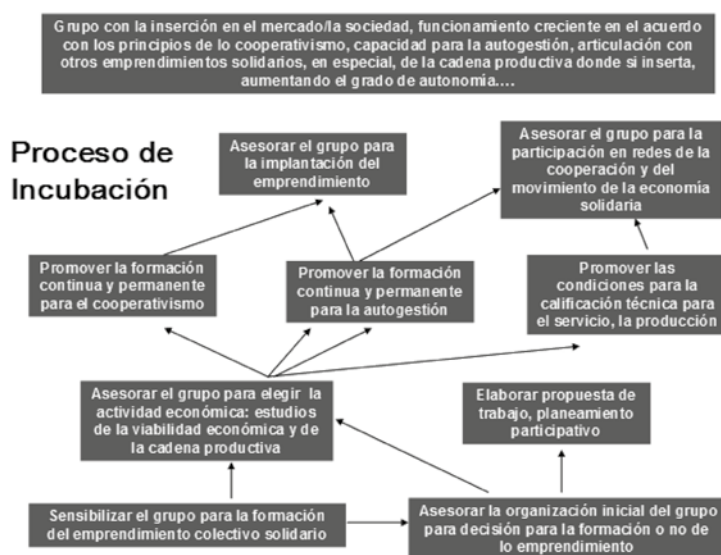 Grupo con la inserción en el mercado/la sociedad, funcionamiento creciente en el acuerdo
con los principios de lo cooperativismo, capacidad para la autogestión, articulación con
otros emprendimientos solidarios, en especial, de la cadena productiva donde si inserta,
aumentando el grado de autonomía....
Proceso de
Incubación
Asesorar el grupo para
la implantación del
emprendimiento
Asesorar el grupo para la
participación en redes de la
cooperación y del
movimiento de la economía
solidaria
Promover la formación
continua y permanente
para el cooperativismo
Promover la formación
continua y permanente
para la autogestión
Promover las
condiciones para la
calificación técnica para
el servicio, la producción
Asesorar el grupo para elegir la
actividad económica: estudios
de la viabilidad económica y de
la cadena productiva
Elaborar propuesta de
trabajo, planeamiento
participativo
Sensibilizar el grupo para la formación
del emprendimiento colectivo solidario
Asesorar la organización inicial del grupo
para decisión para la formación o no de
lo emprendimiento